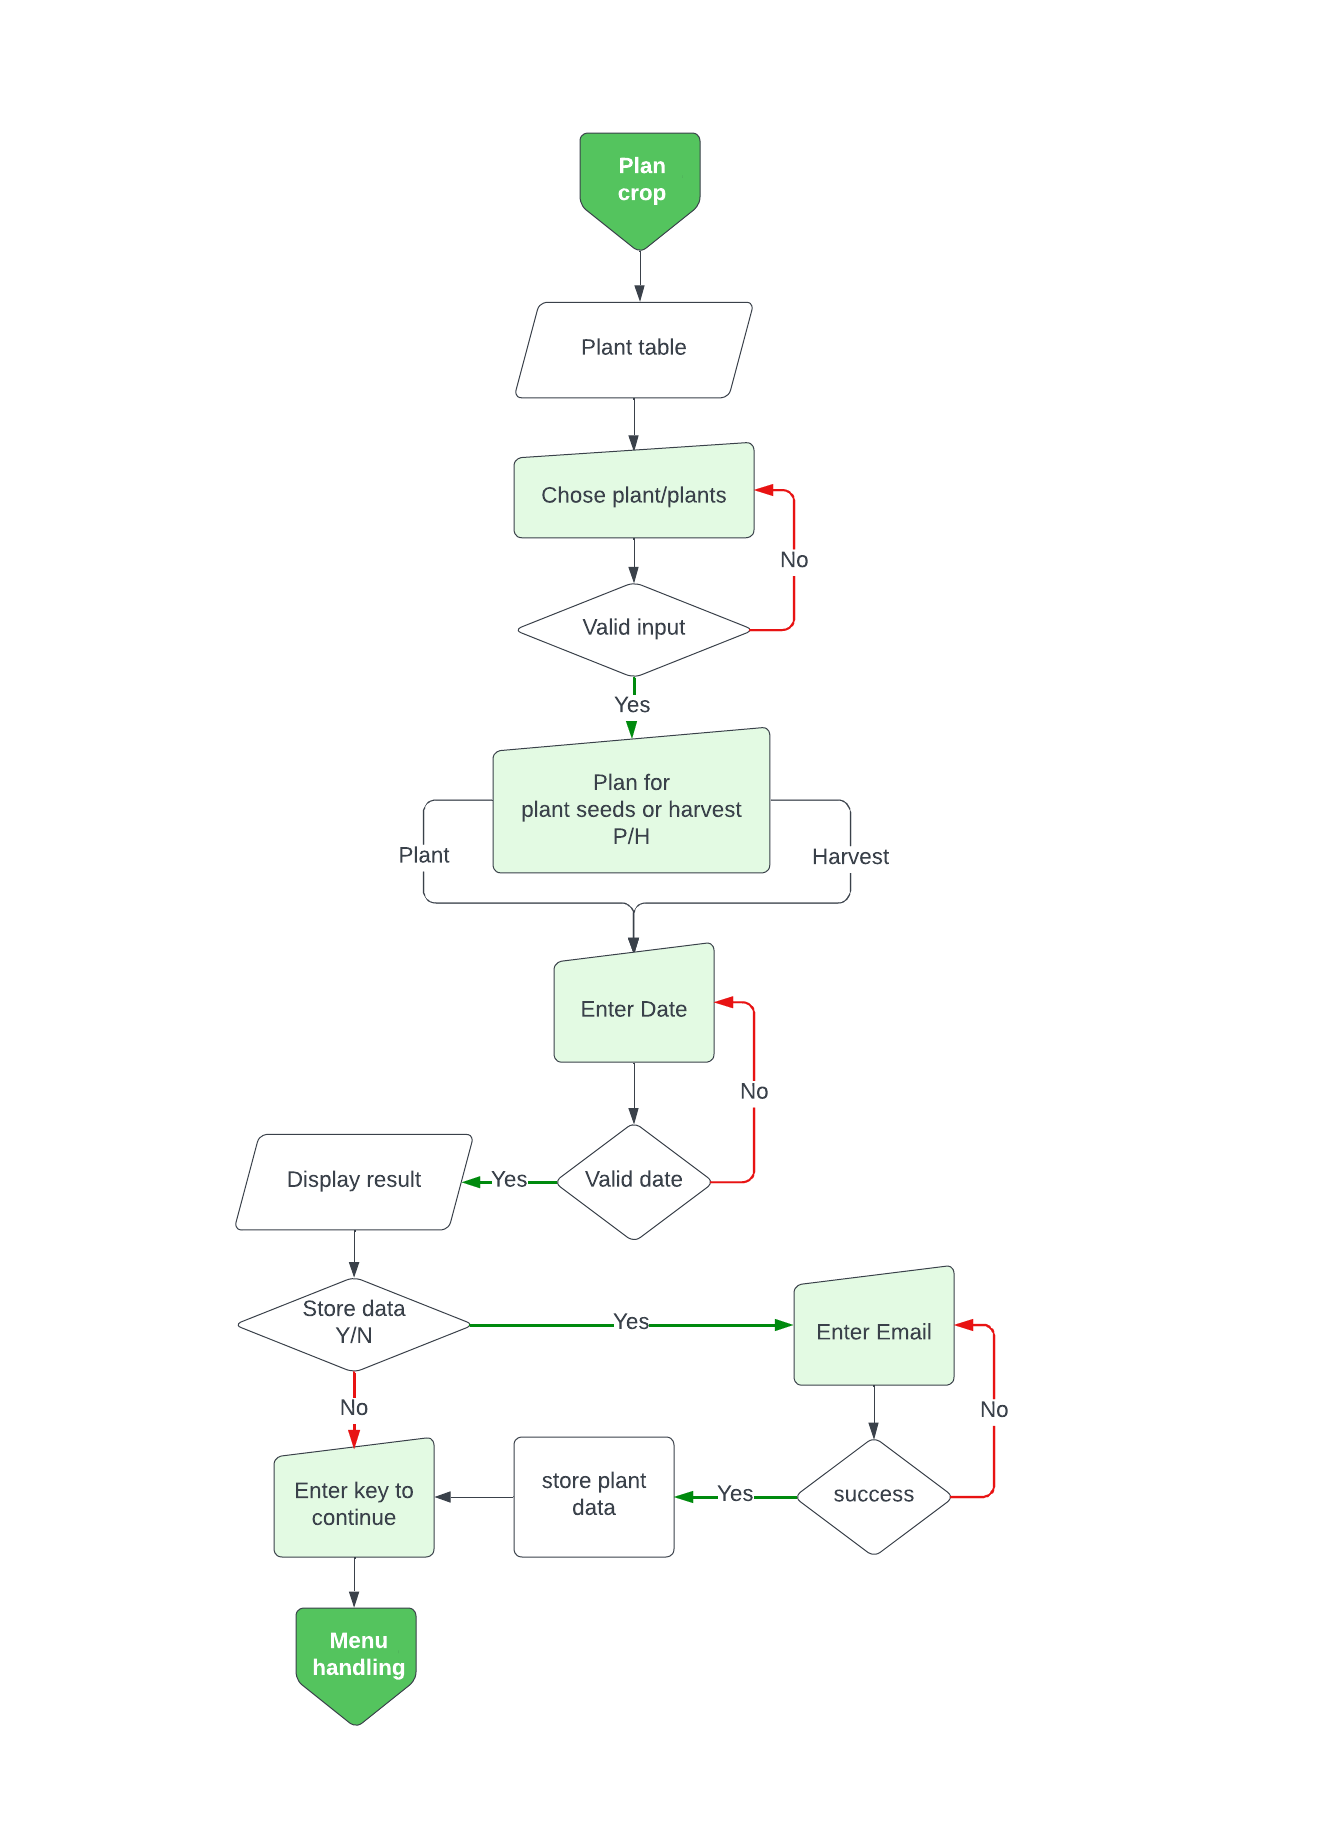 Plan
crop
Plant table
Chose plant/plants
No
Valid input
Yes
Plan for
plant seeds or harvest
P/H
Plant
Harvest
Enter Date
No
Display result
Yes
Valid date
Store data
Y/N
Yes
Enter Email
No
No
Enter key to
continue
store plant
data
Yes
success
Menu
handling